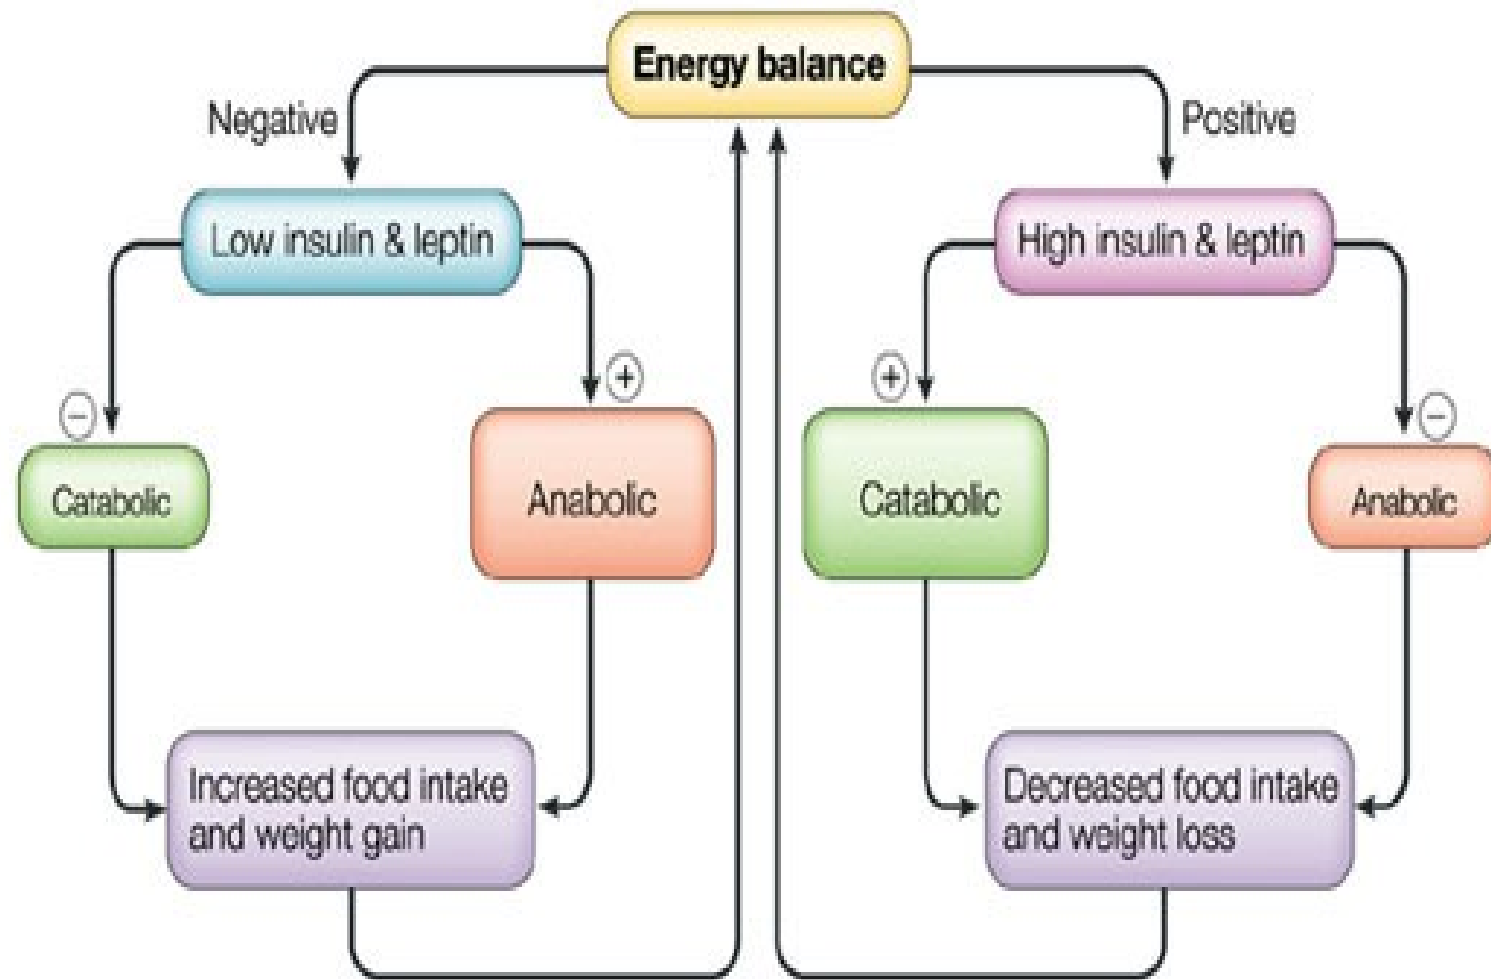 Energy balance
Negative
Positive
Low insulin & leptin
High insulin & leptin
+
+
−
−
Catabolic
Anabolic
Catabolic
Anabolic
Increased food intake
and weight gain
Decreased food intake
and weight loss